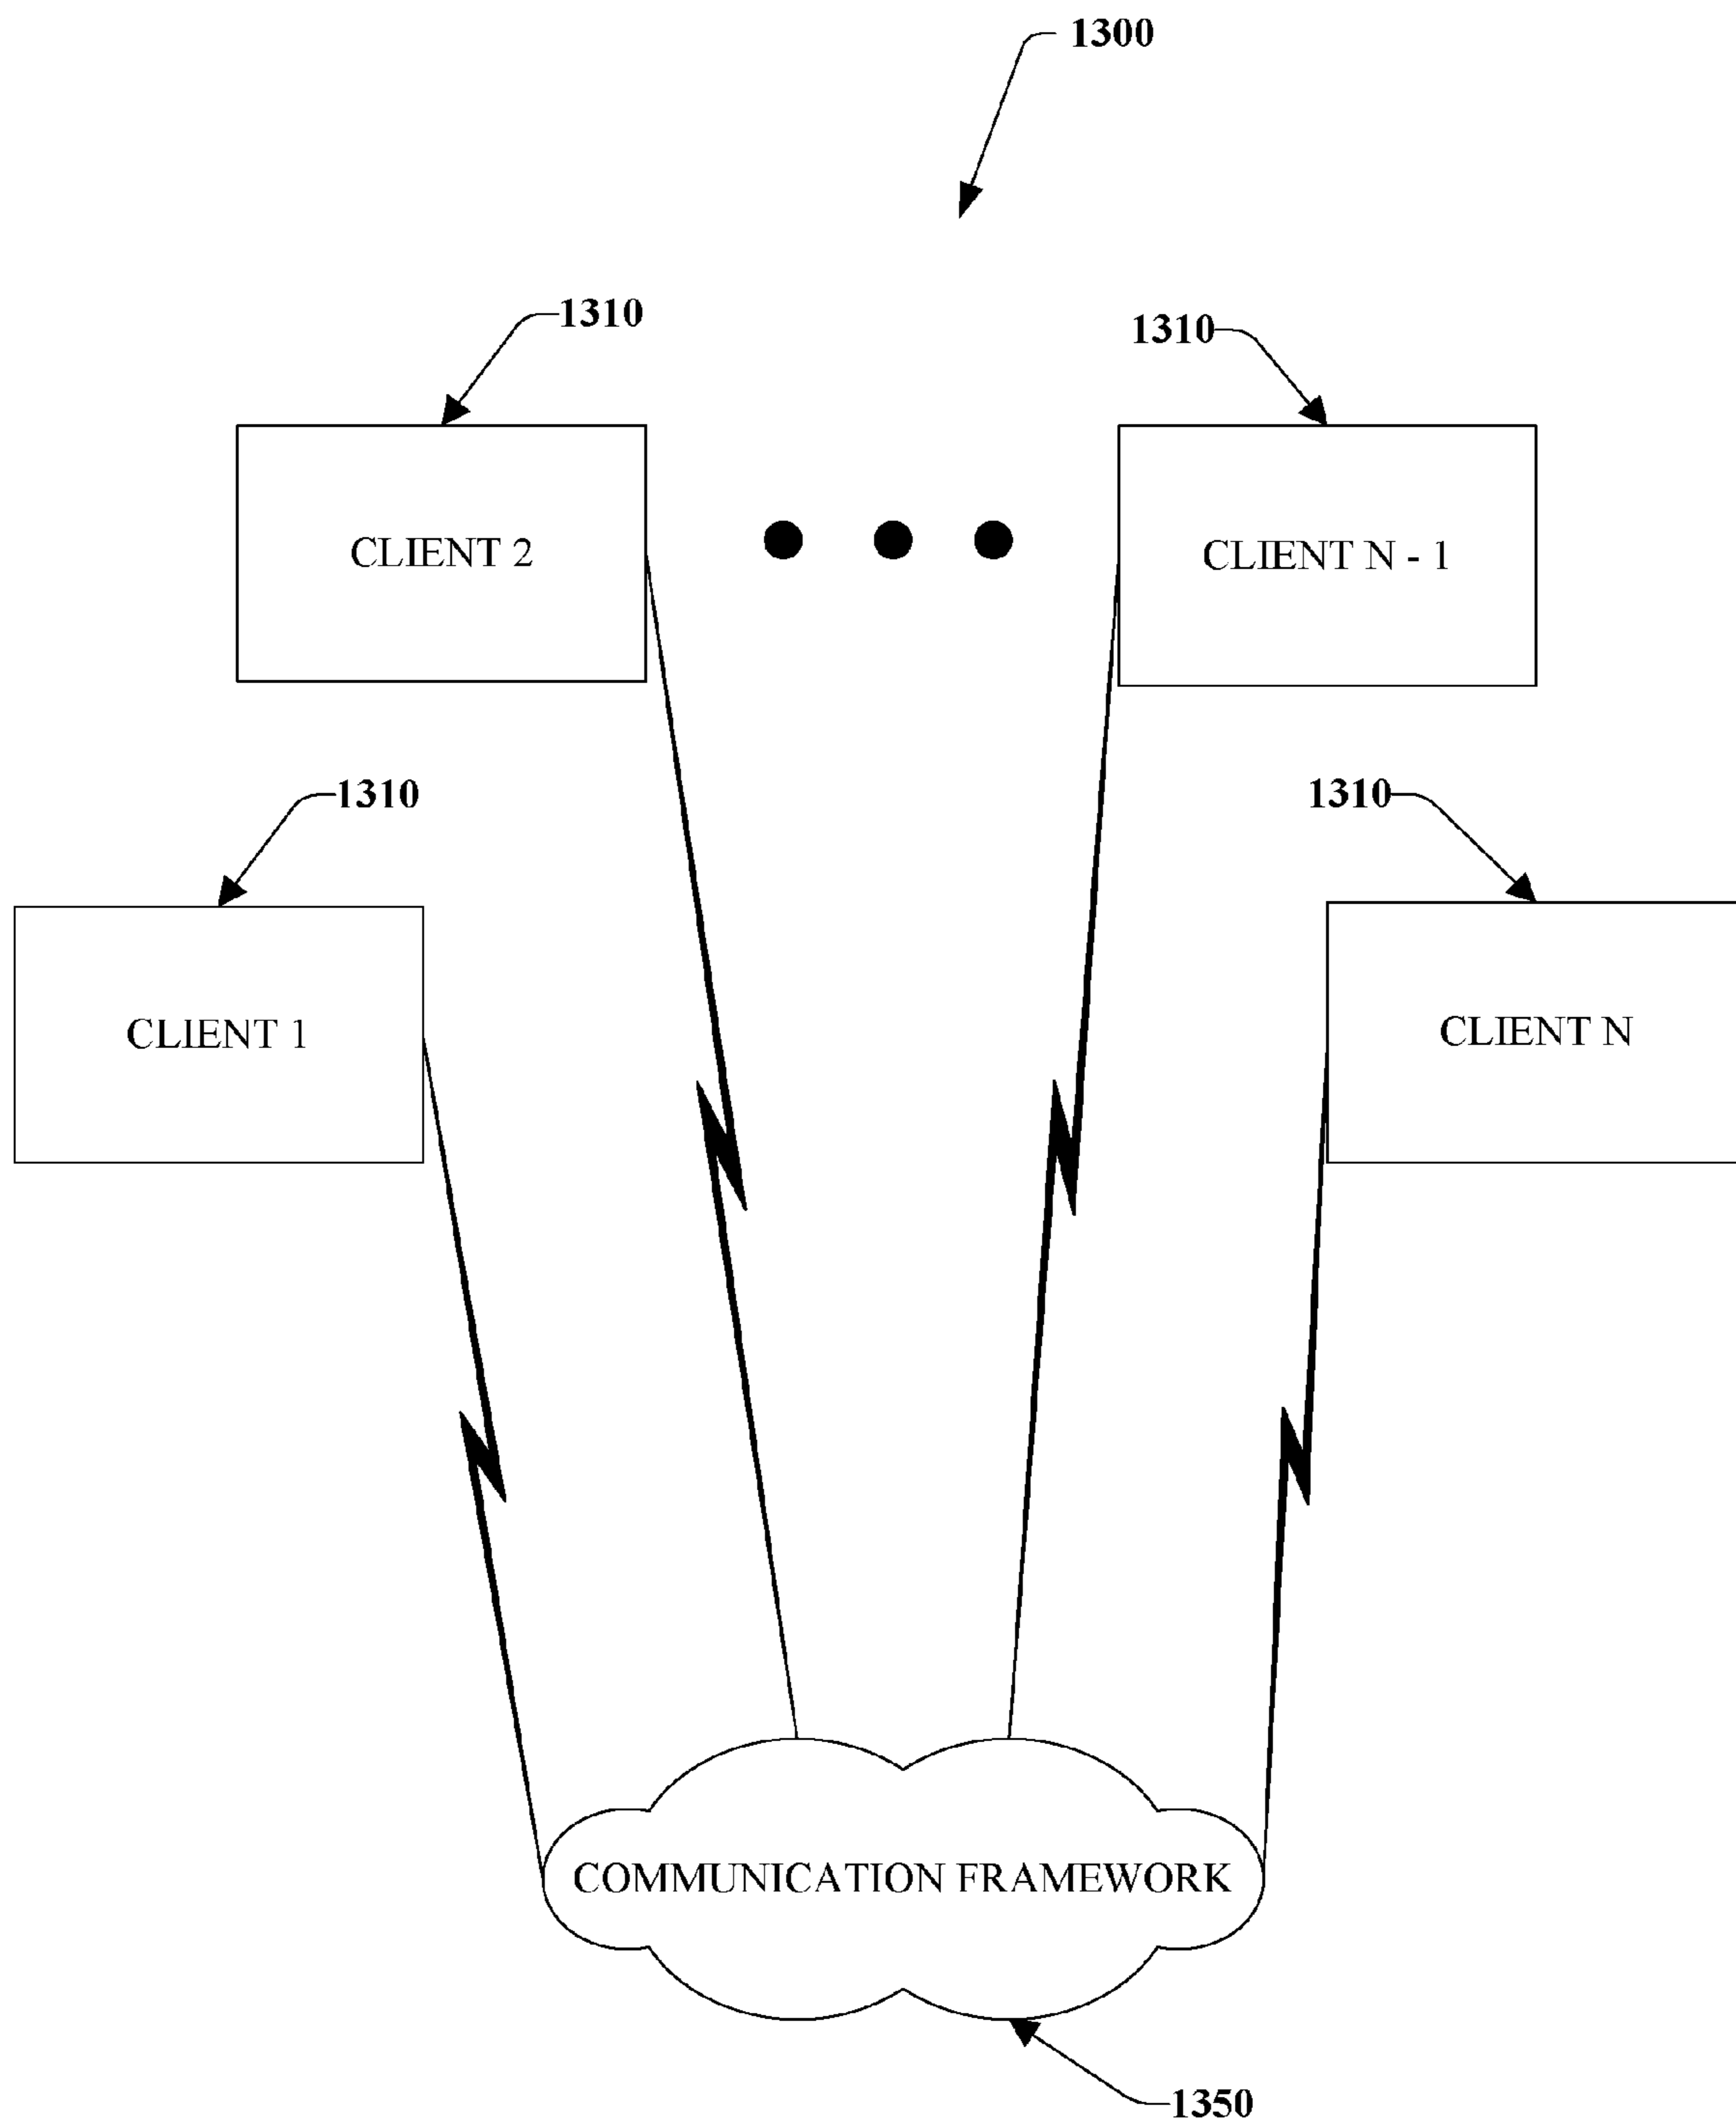 1300
1310
1310
CLIENT 2
CLIENT N - 1
1310
1310
CLIENT 1
CLIENT N
COMMUNICATION FRAMEWORK
1350